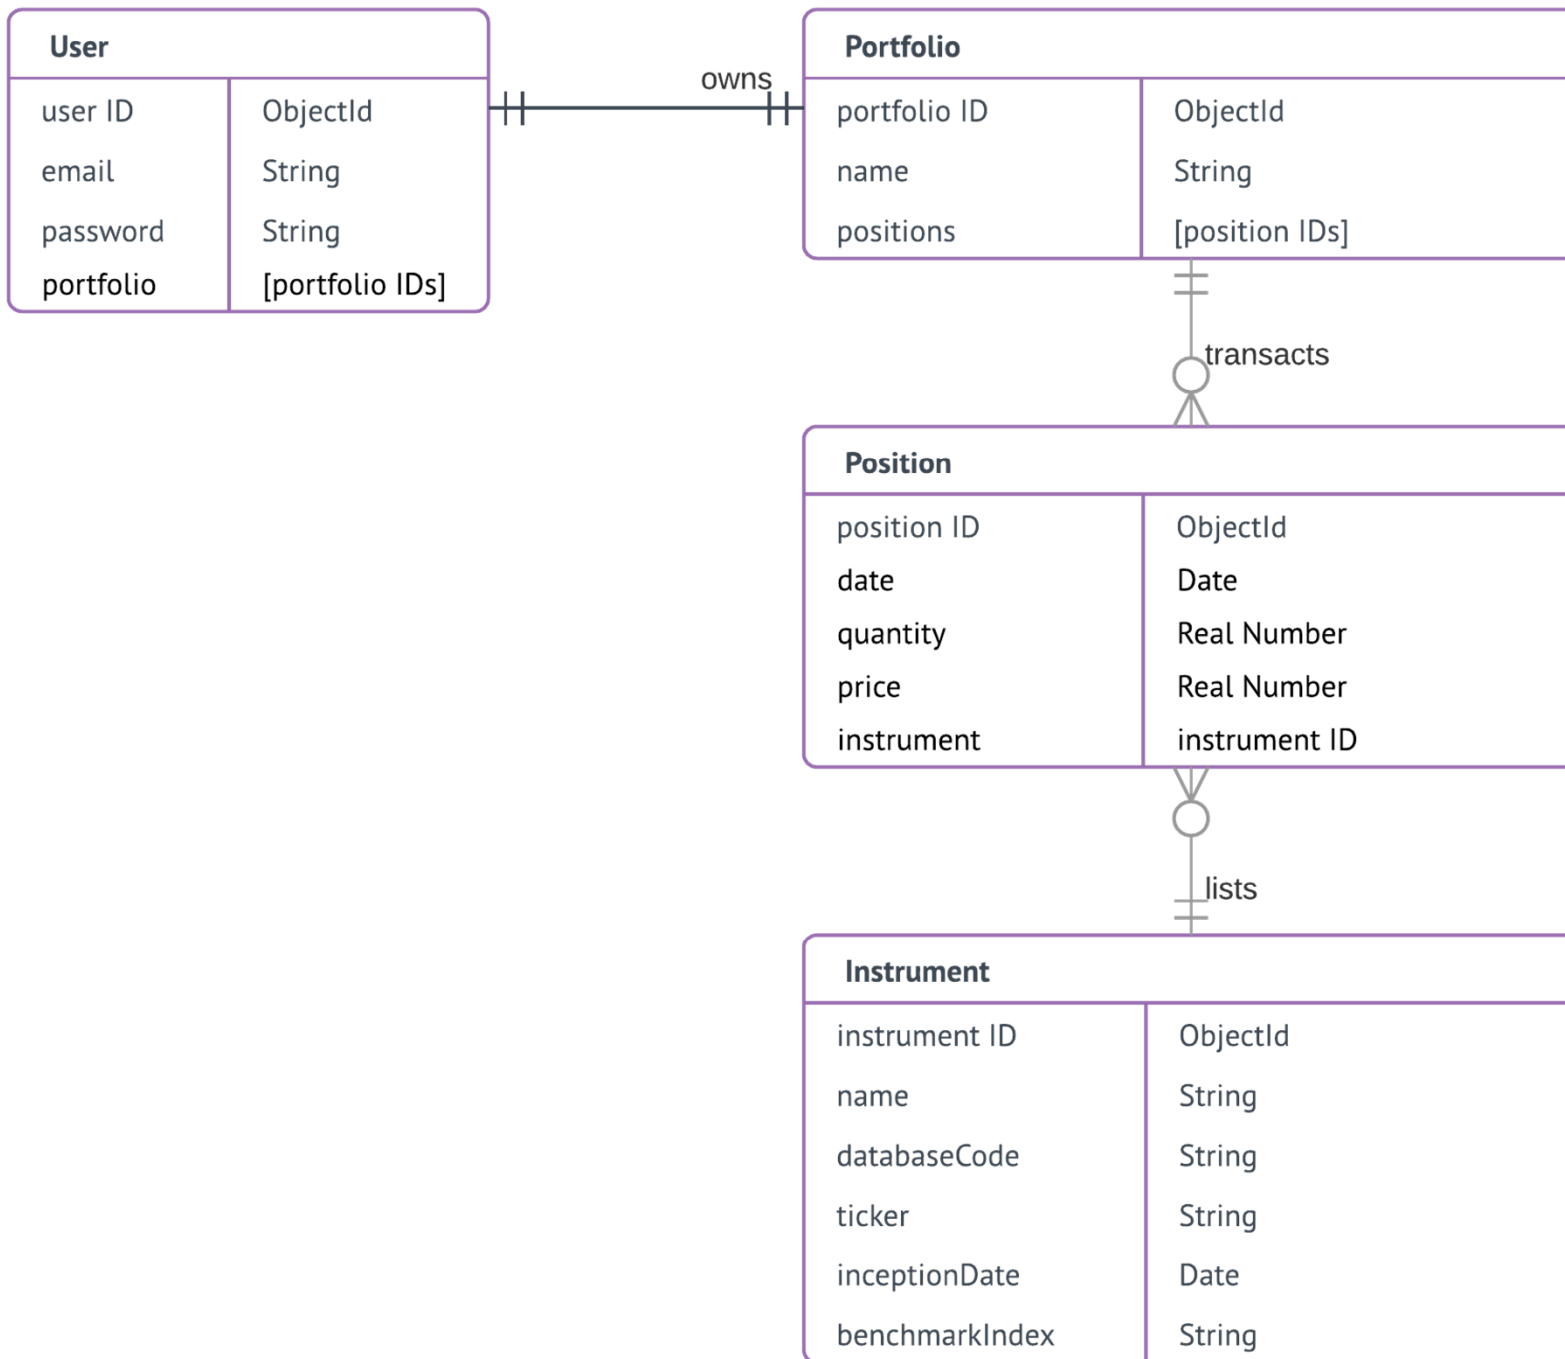 User
user ID ObjectId
email String
password String
portfolio [portfolio IDs]
owns
Portfolio
portfolio ID ObjectId
name String
positions [position IDs]
transacts
Position
position ID ObjectId
date Date
quantity Real Number
price Real Number
instrument instrument ID
lists
Instrument
instrument ID ObjectId
name String
databaseCode String
ticker String
inceptionDate Date
benchmarkIndex String